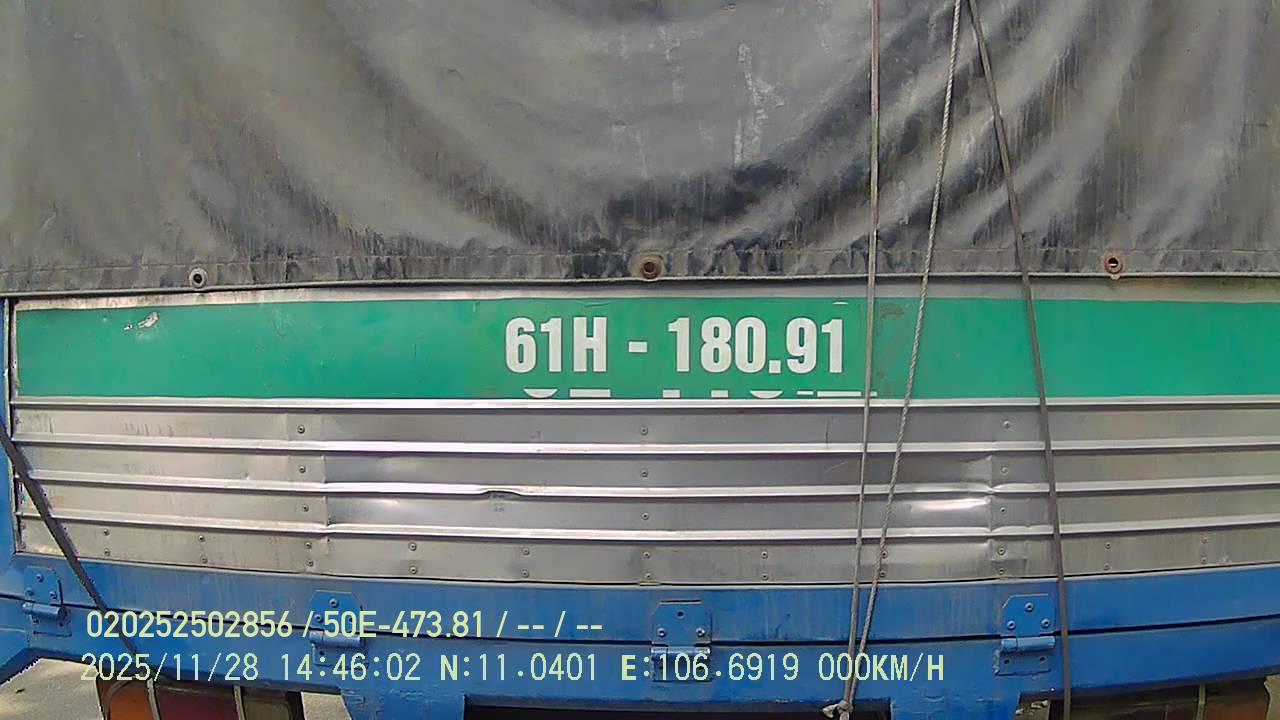 61H - 180.91
020252502856 / 50E-473.81 / -- / --
2025/11/28 14:46:02 N:11.0401 E:106.6919 000KM/H